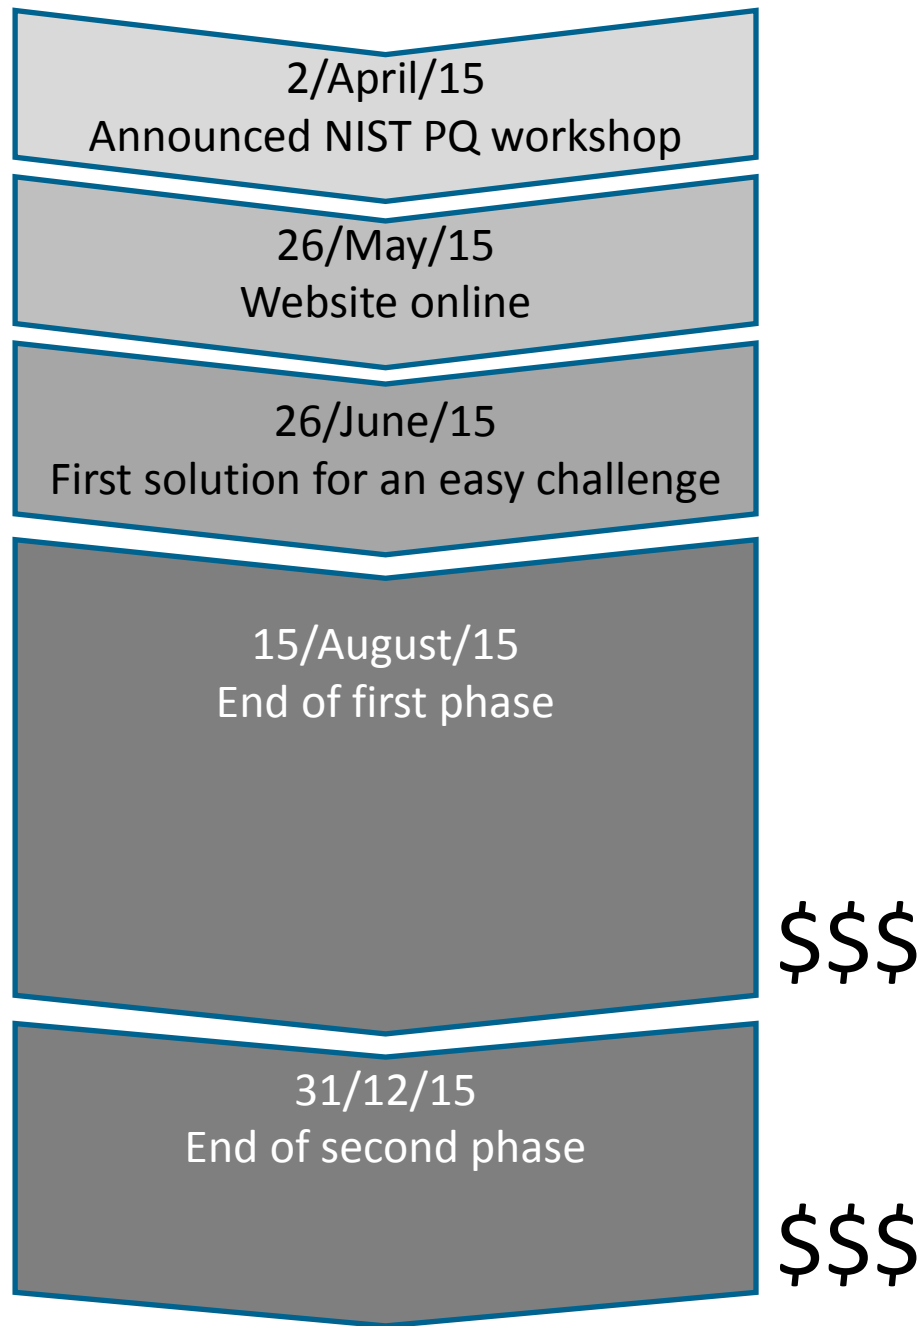 2/April/15
Announced NIST PQ workshop
26/May/15
Website online
26/June/15
First solution for an easy challenge
15/August/15
End of first phase
$$$
31/12/15
End of second phase
$$$